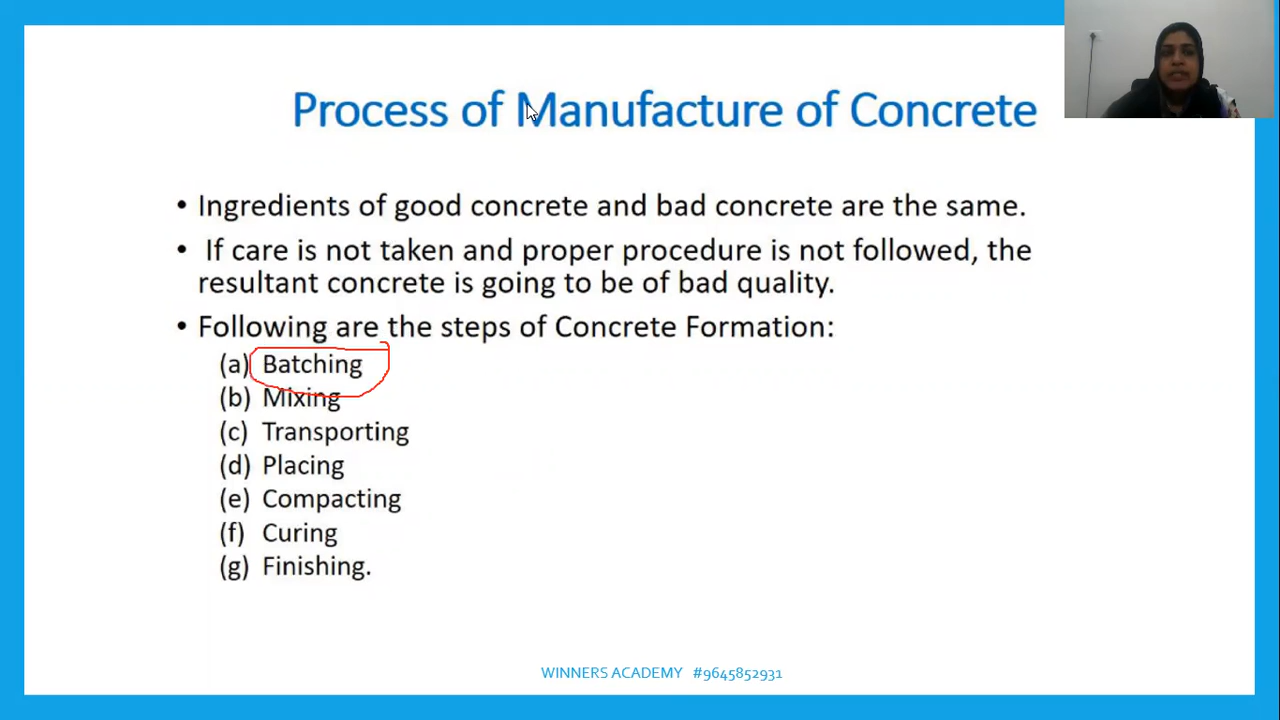 Process of Manufacture of Concrete
• Ingredients of good concrete and bad concrete are the same.
• If care is not taken and proper procedure is not followed, the
resultant concrete is going to be of bad quality.
• Following are the steps of Concrete Formation:
(a) Batching
(b) Mixing
(c) Transporting
(d) Placing
(e) Compacting
(f) Curing
(g) Finishing.
WINNERS ACADEMY #9645852931